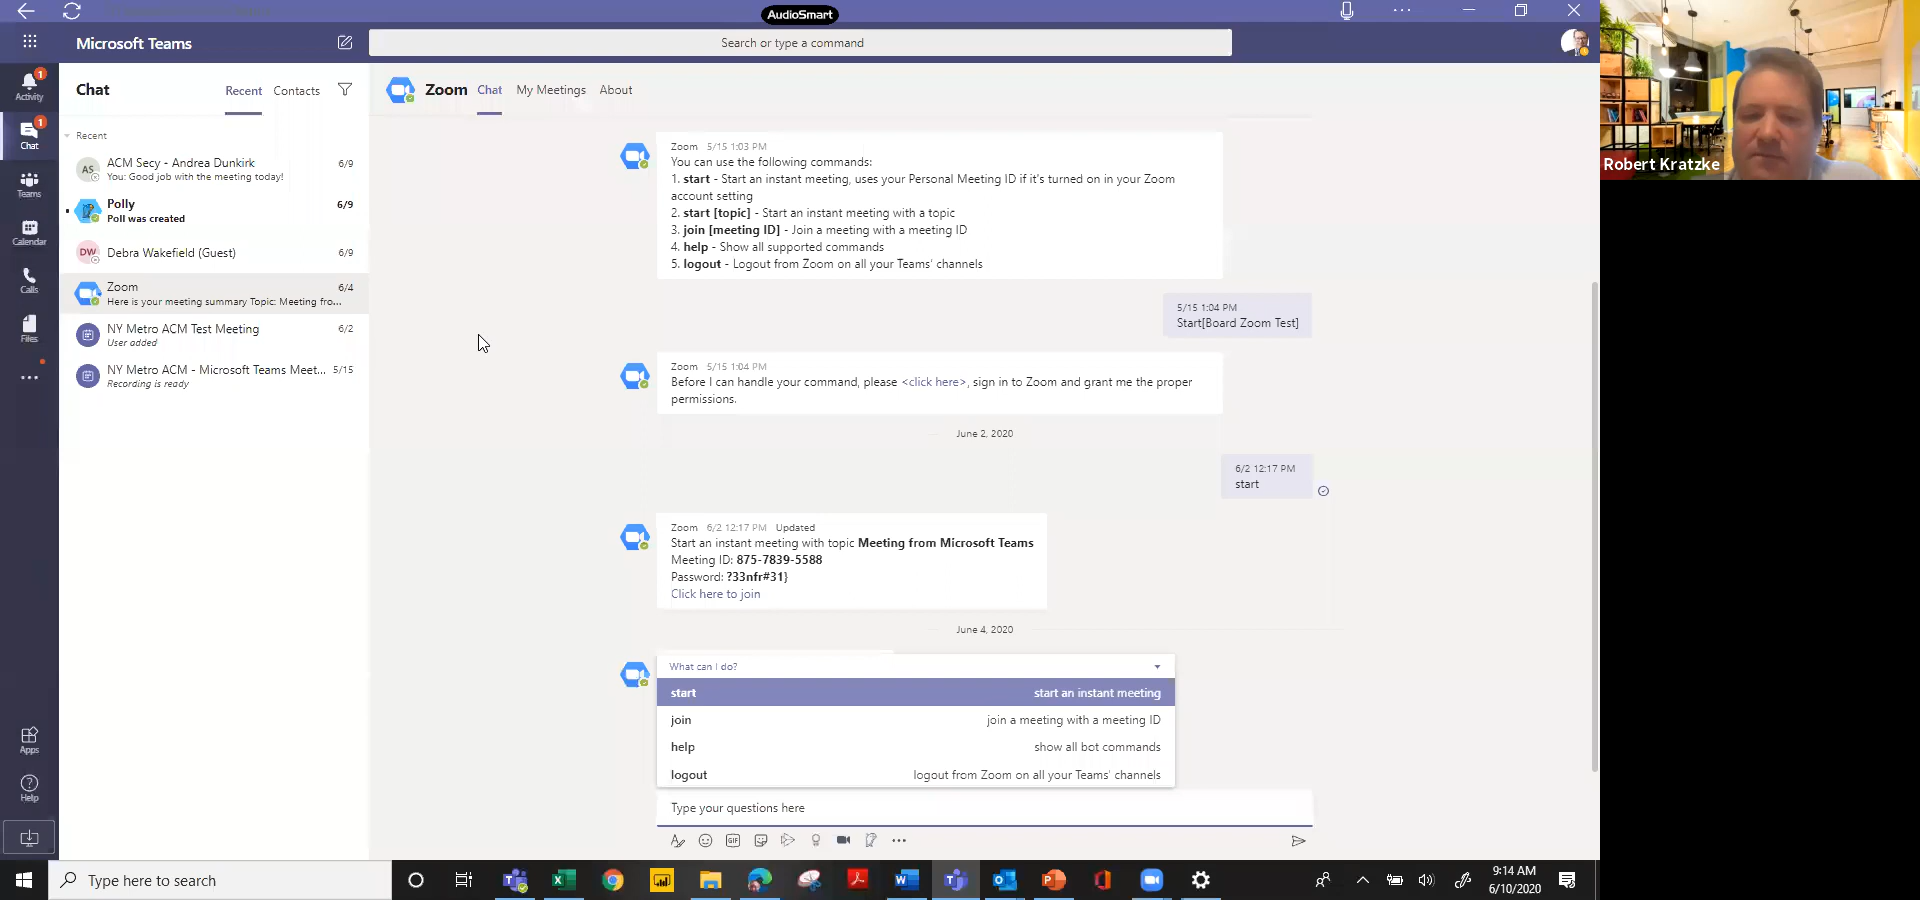 AudioSmart
Microsoft Teams
Search or type a command
Activity
1
Chat
1
Teams
Calendar
Calls
Files
Apps
Help
Chat
Recent
Contacts
Recent
AS
ACM Secy - Andrea Dunkirk
6/9
You: Good job with the meeting today!
Polly
6/9
Poll was created
DW
Debra Wakefield (Guest)
6/9
Zoom
6/4
Here is your meeting summary Topic: Meeting fro...
NY Metro ACM Test Meeting
6/2
User added
NY Metro ACM - Microsoft Teams Meet...
5/15
Recording is ready
Zoom
Chat
My Meetings
About
Zoom 5/15 1:03 PM
You can use the following commands:
1. start - Start an instant meeting, uses your Personal Meeting ID if it's turned on in your Zoom
account setting
2. start [topic] - Start an instant meeting with a topic
3. join [meeting ID] - Join a meeting with a meeting ID
4. help - Show all supported commands
5. logout - Logout from Zoom on all your Teams' channels
5/15 1:04 PM
Start[Board Zoom Test]
Zoom 5/15 1:04 PM
Before I can handle your command, please <click here>, sign in to Zoom and grant me the proper
permissions.
June 2, 2020
6/2 12:17 PM
start
Zoom 6/2 12:17 PM Updated
Start an instant meeting with topic Meeting from Microsoft Teams
Meeting ID: 875-7839-5588
Password: ?33nfr#31}
Click here to join
June 4, 2020
What can I do?
start
start an instant meeting
join
join a meeting with a meeting ID
help
show all bot commands
logout
logout from Zoom on all your Teams' channels
Type your questions here
GIF
Type here to search
9:14 AM
6/10/2020
Robert Kratzke